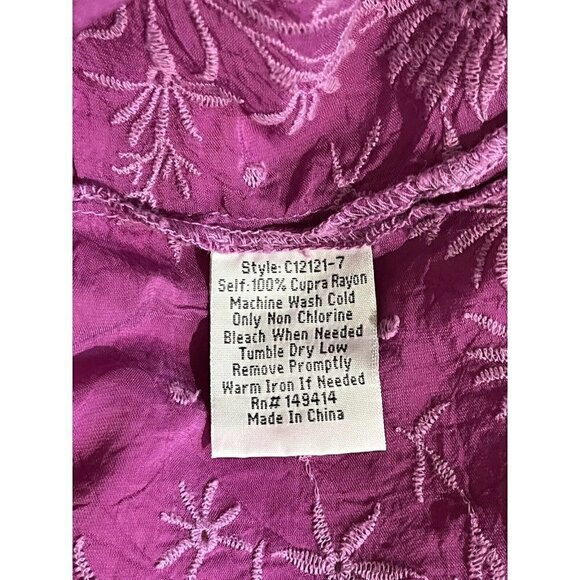 Style: C12121-7
Self: 100% Cupra Rayon
Machine Wash Cold
Only Non Chlorine
Bleach When Needed
Tumble Dry Low
Remove Promptly
Warm Iron If Needed
Rn# 149414
Made In China